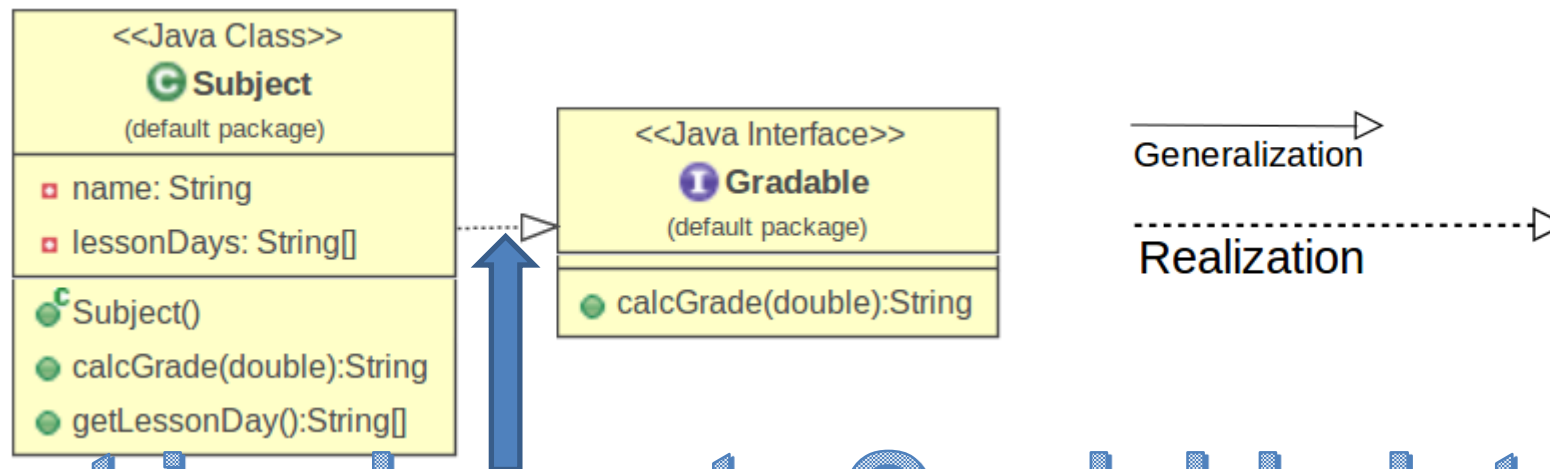 <<Java Class>>
C Subject
(default package)
name: String
lessonDays: String[]
C Subject()
calcGrade(double):String
getLessonDay():String[]
<<Java Interface>>
I Gradable
(default package)
calcGrade(double):String
Generalization
Realization